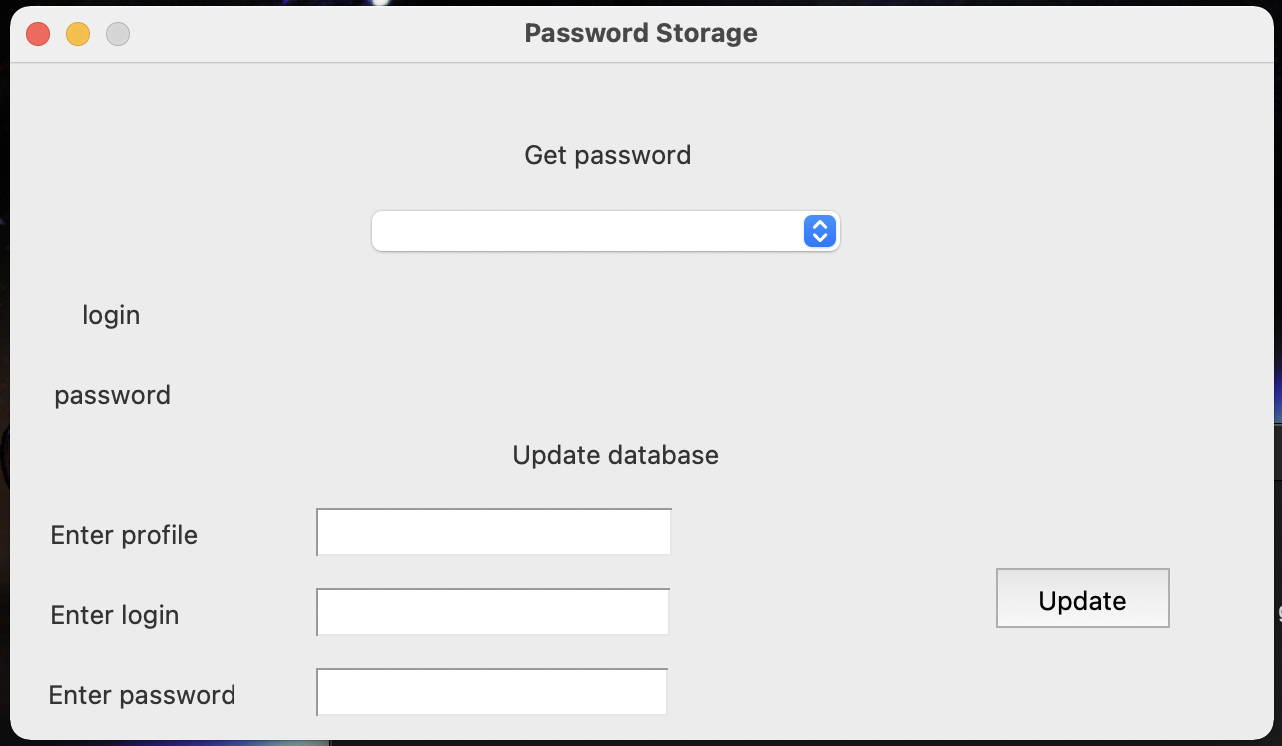 Password Storage
Get password
login
password
Update database
Enter profile
Enter login
Update
Enter password